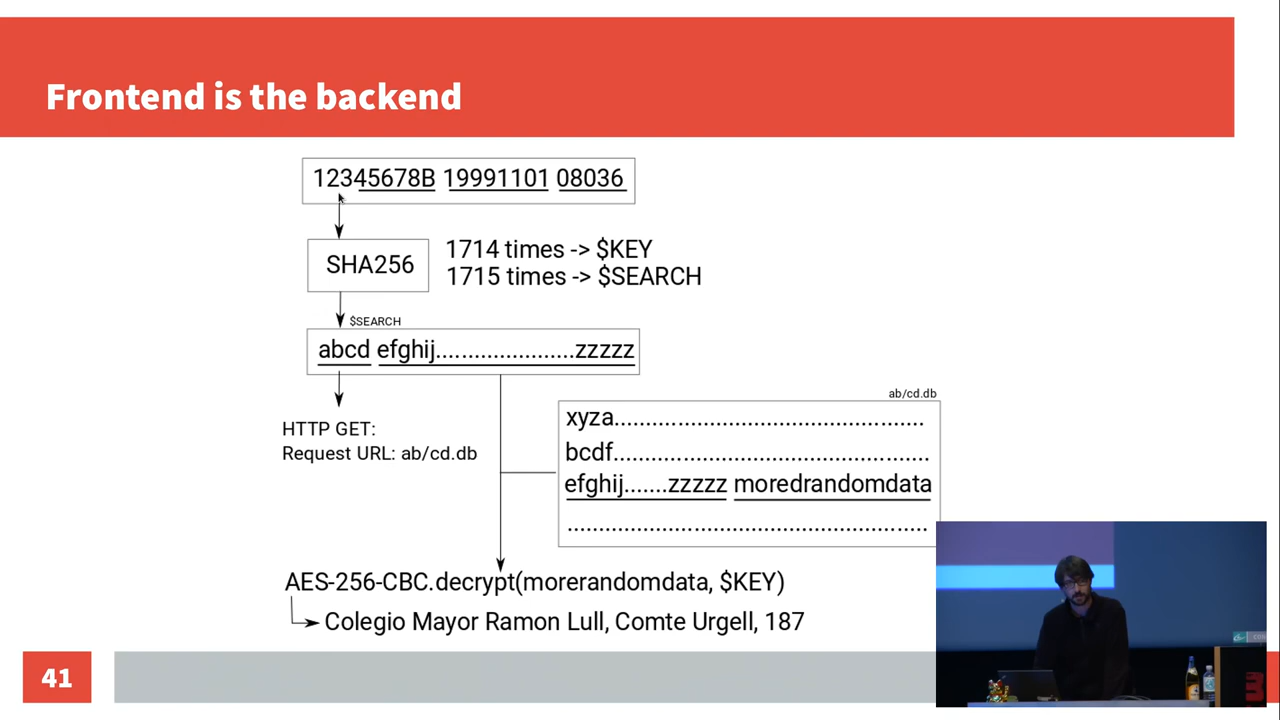 Frontend is the backend
12345678B 19991101 08036
SHA256
1714 times -> $KEY
1715 times -> $SEARCH
$SEARCH
abcd efghij......................zzzzz
HTTP GET:
Request URL: ab/cd.db
ab/cd.db
xyza.................................................
bcdf..................................................
efghij.......zzzzz moredrandomdata
.........................................................
AES-256-CBC.decrypt(morerandomdata, $KEY)
Colegio Mayor Ramon Lull, Comte Urgell, 187
41